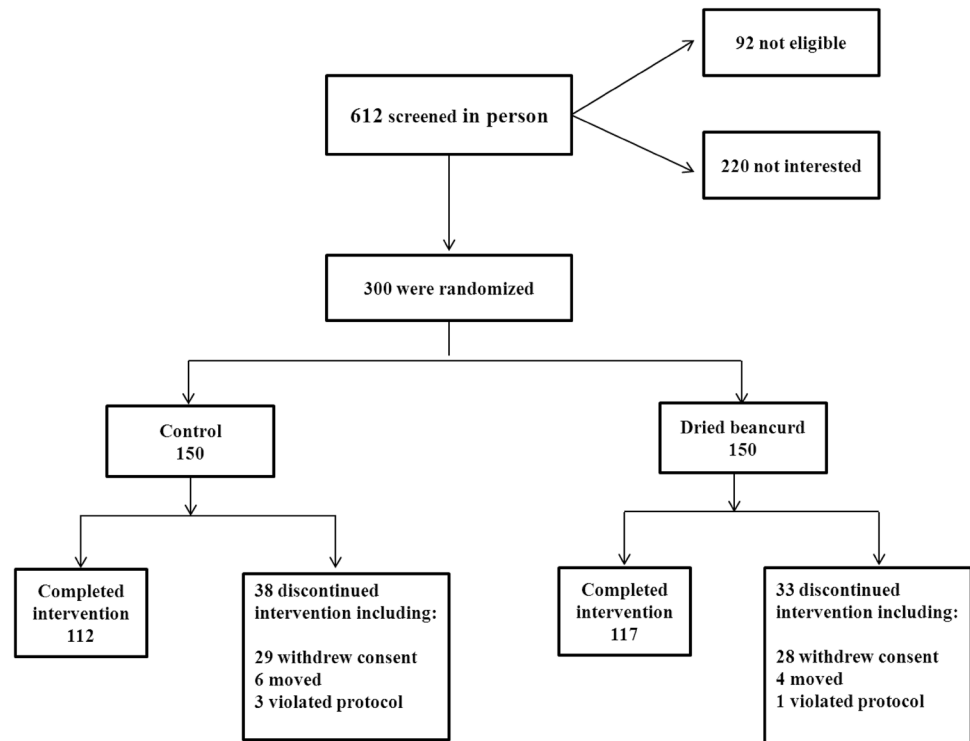 92 not eligible
612 screened in person
220 not interested
300 were randomized
Control
150
Dried beancurd
150
Completed
intervention
112
38 discontinued
intervention including:
29 withdrew consent
6 moved
3 violated protocol
Completed
intervention
117
33 discontinued
intervention including:
28 withdrew consent
4 moved
1 violated protocol